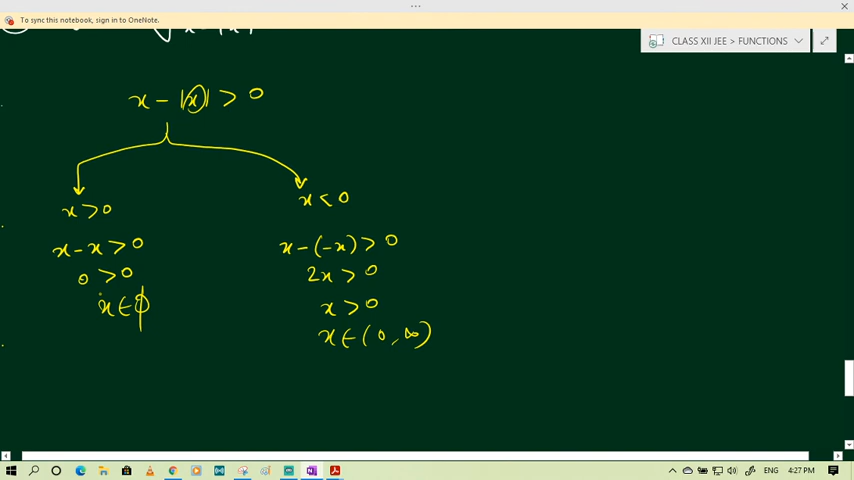 To sync this notebook, sign in to OneNote.
CLASS XII JEE > FUNCTIONS
x - |x| > 0
x > 0
x - x > 0
0 > 0
x ∈ ϕ
x < 0
x - (-x) > 0
2x > 0
x > 0
x ∈ (0, ∞)
ENG 4:27 PM